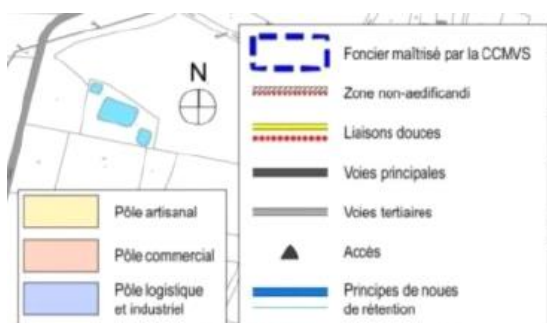 N
Foncier maîtrisé par la CCMVS
Zone non-aedificandi
Liaisons douces
Voies principales
Voies tertiaires
Accès
Principes de noues
de rétention
Pôle artisanal
Pôle commercial
Pôle logistique
et industriel